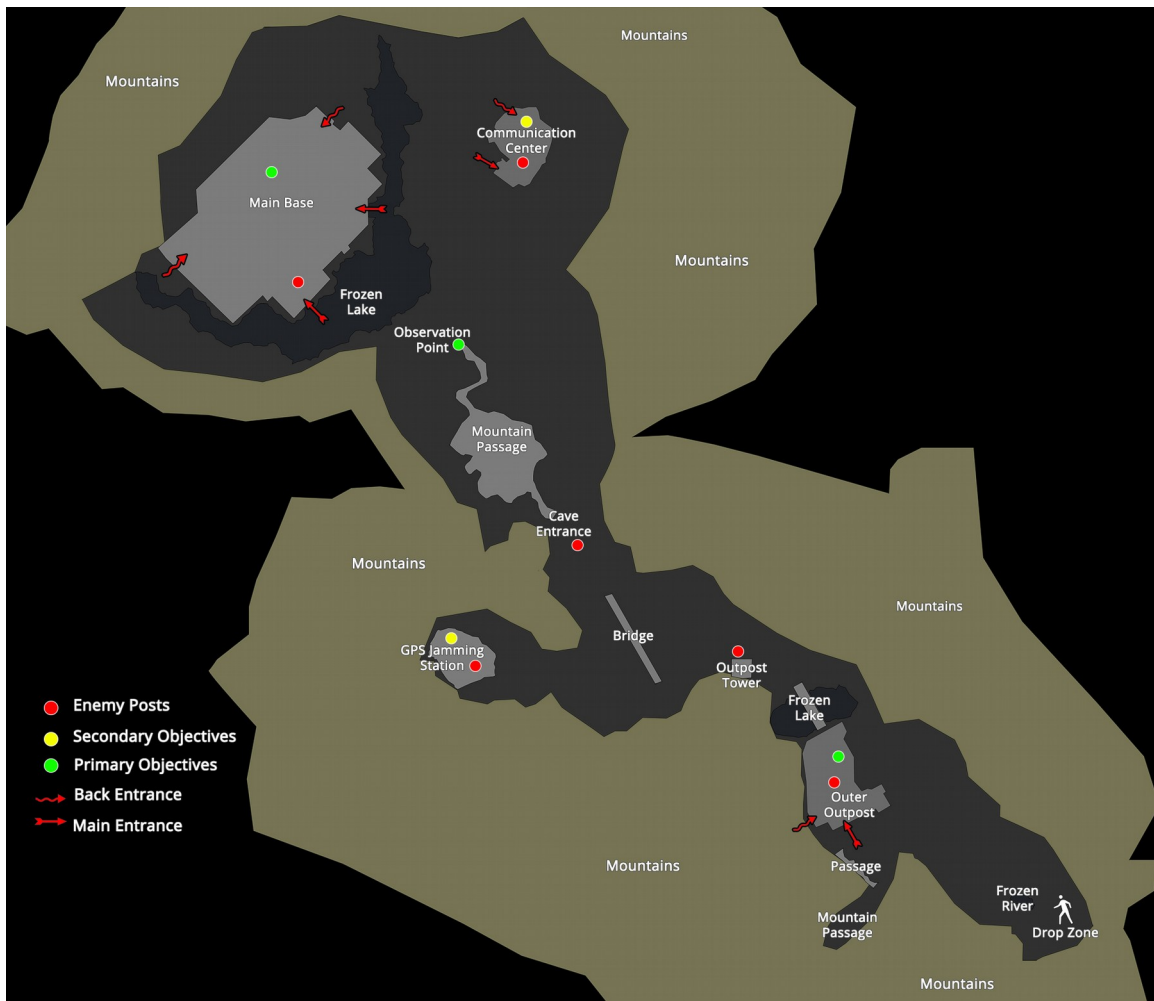 Mountains
Mountains
Communication
Center
Main Base
Mountains
Frozen
Lake
Observation
Point
Mountain
Passage
Cave
Entrance
Mountains
Mountains
Bridge
GPS Jamming
Station
Outpost
Tower
Frozen
Lake
Enemy Posts
Secondary Objectives
Primary Objectives
Back Entrance
Main Entrance
Outer
Outpost
Mountains
Passage
Frozen
River
Mountain
Passage
Drop Zone
Mountains